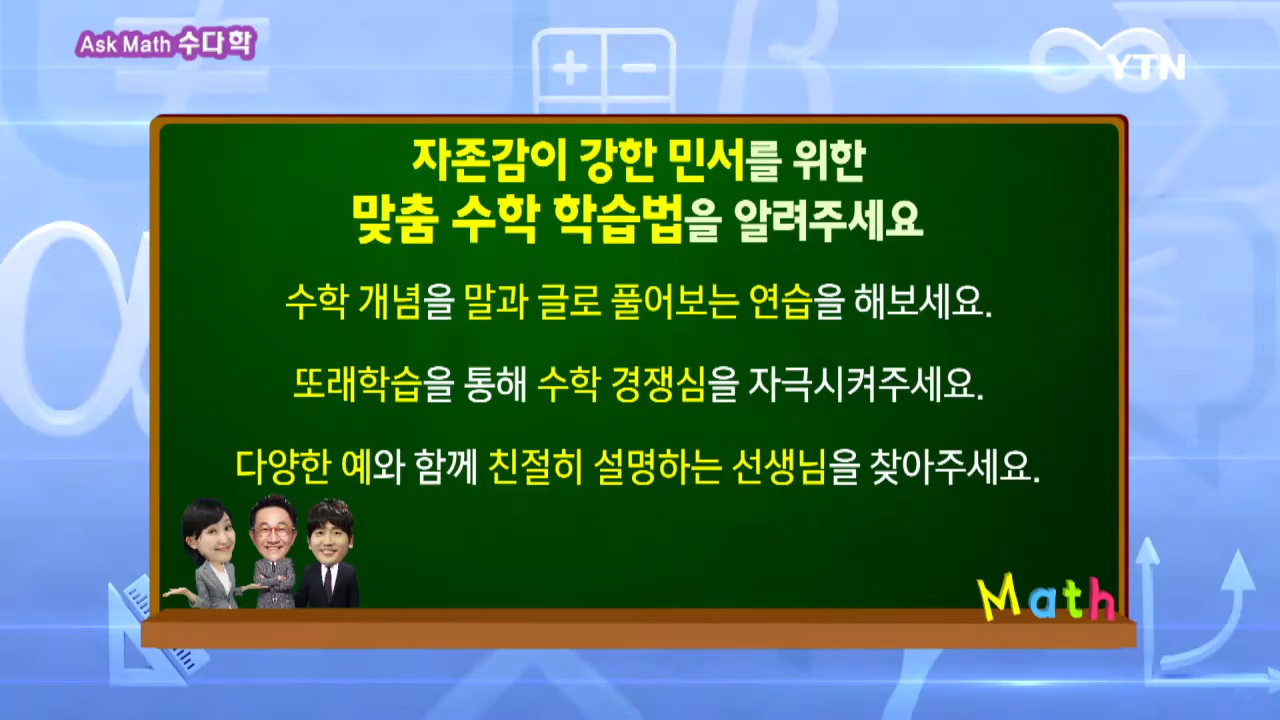 Ask Math 수다학
YTN
자존감이 강한 민서를 위한
맞춤 수학 학습법을 알려주세요
수학 개념을 말과 글로 풀어보는 연습을 해보세요.
또래학습을 통해 수학 경쟁심을 자극시켜주세요.
다양한 예와 함께 친절히 설명하는 선생님을 찾아주세요.
Math